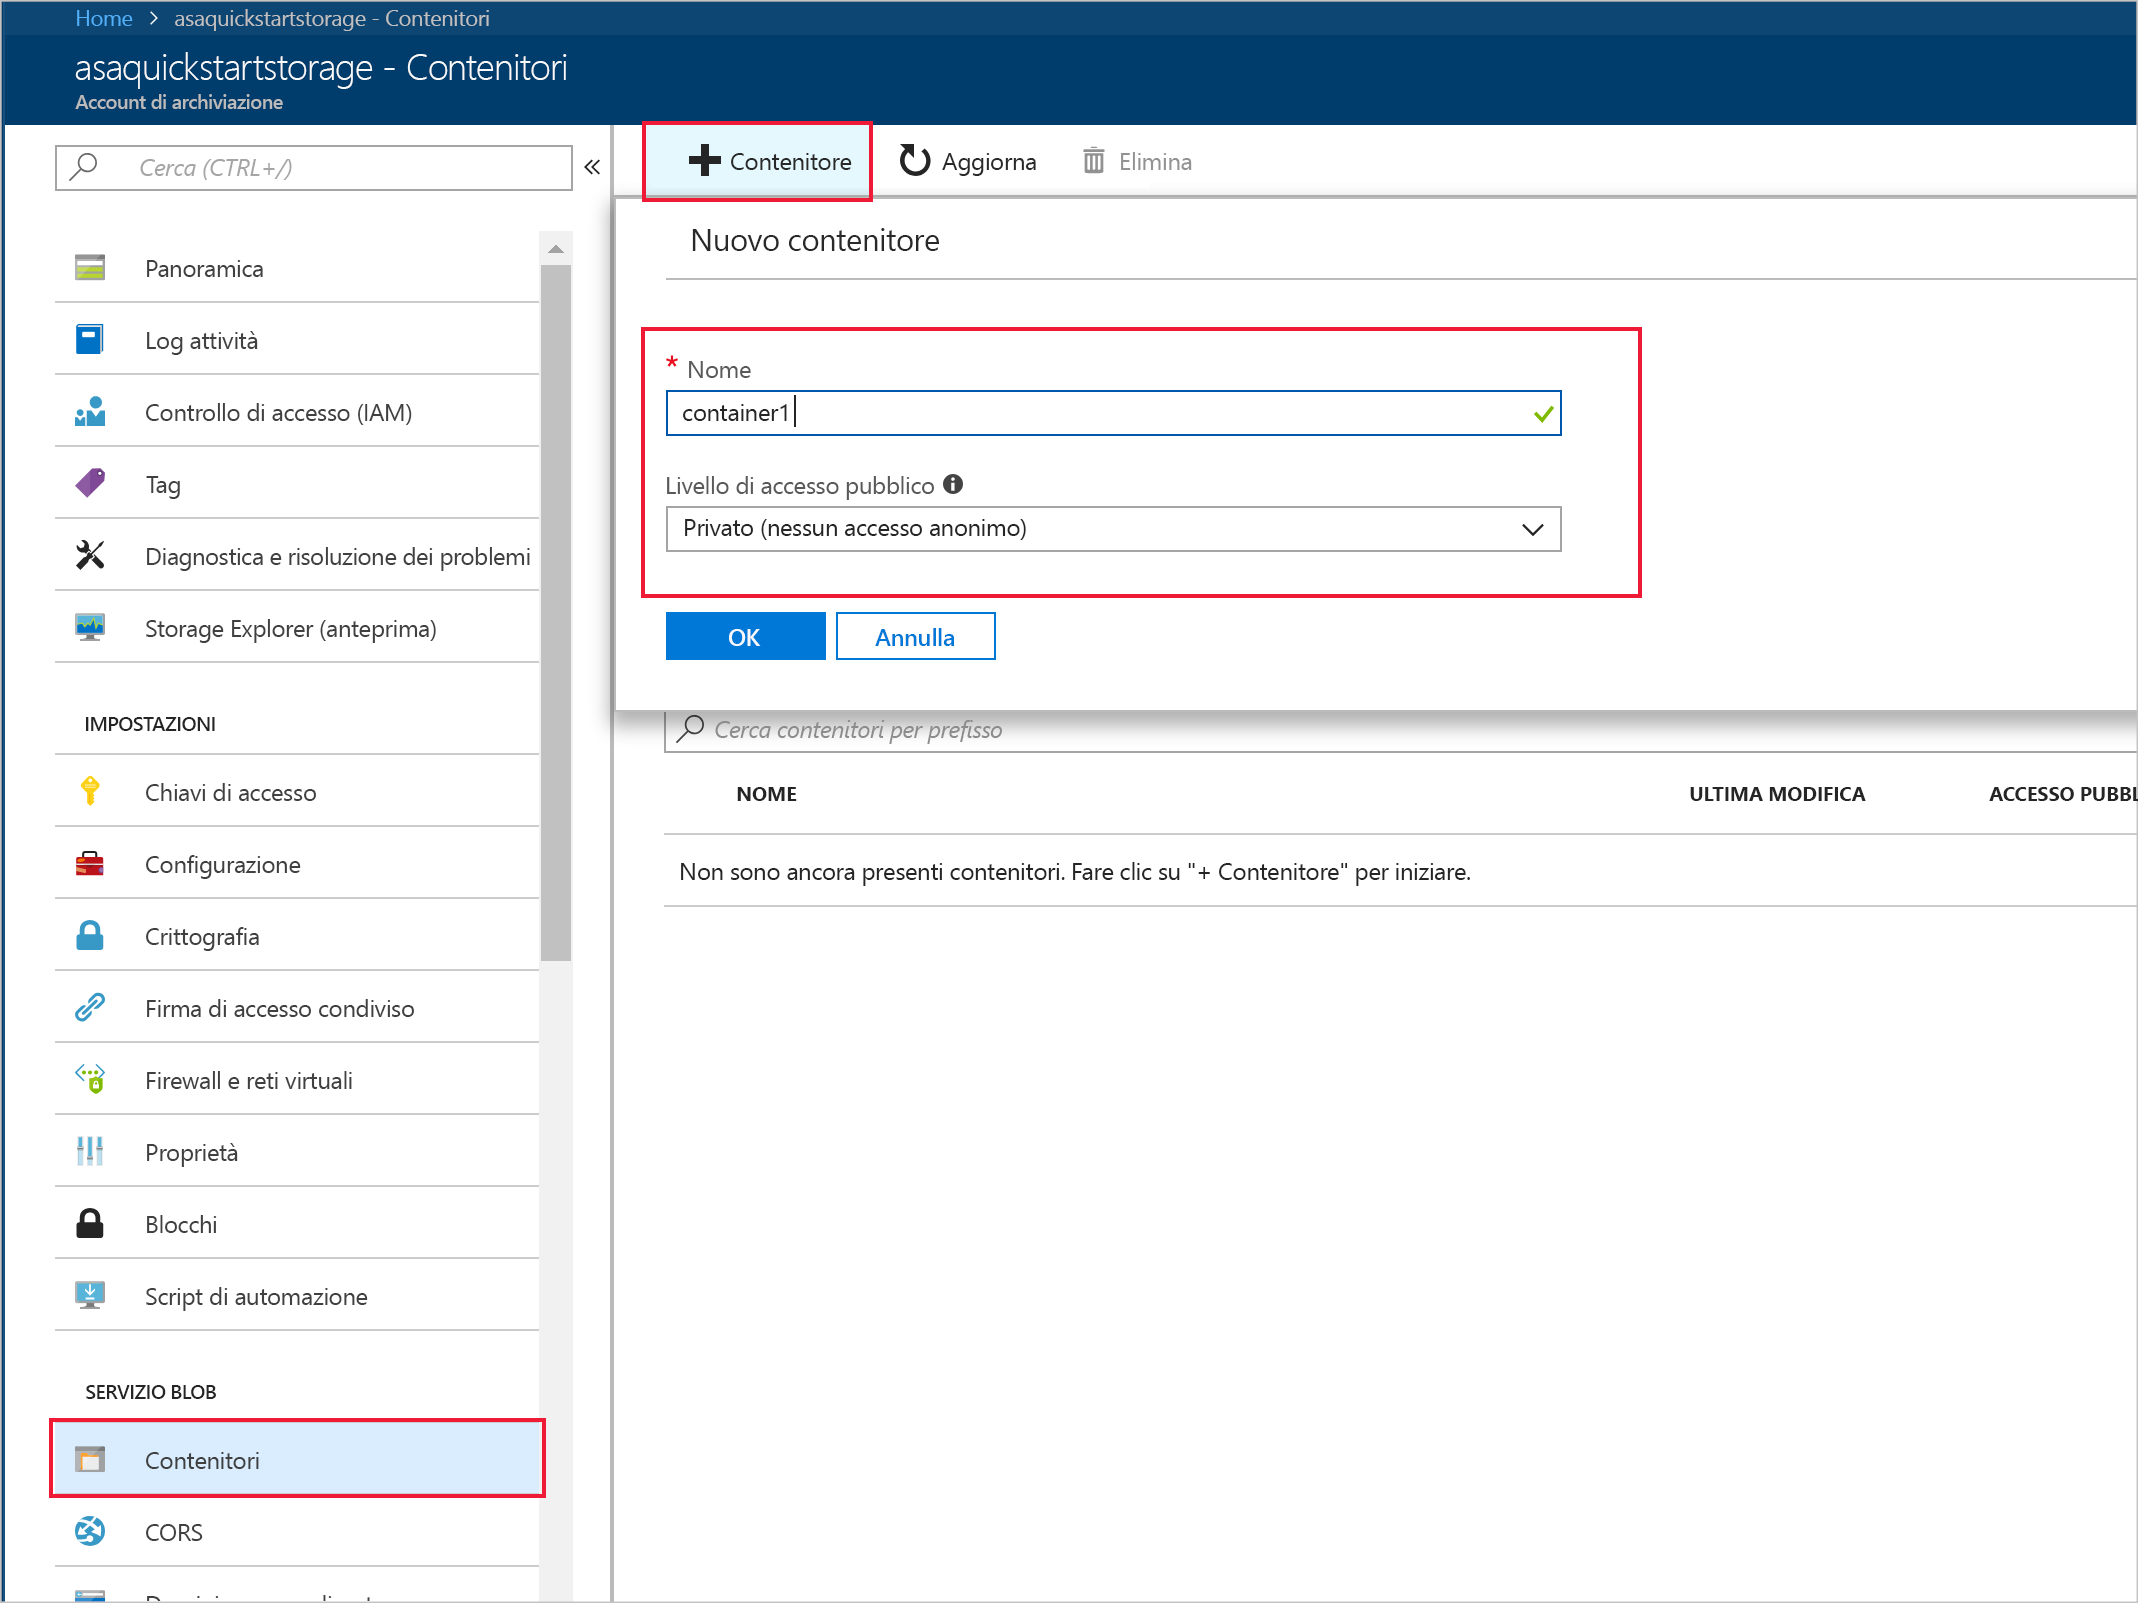 Home > asaquickstartstorage - Contenitori
asaquickstartstorage - Contenitori
Account di archiviazione
Cerca (CTRL+/)
«
Panoramica
Log attività
Controllo di accesso (IAM)
Tag
Diagnostica e risoluzione dei problemi
Storage Explorer (anteprima)
IMPOSTAZIONI
Chiavi di accesso
Configurazione
Crittografia
Firma di accesso condiviso
Firewall e reti virtuali
Proprietà
Blocchi
Script di automazione
SERVIZIO BLOB
Contenitori
CORS
Contenitore
Aggiorna
Elimina
Nuovo contenitore
* Nome
container1
Livello di accesso pubblico
Privato (nessun accesso anonimo)
OK
Annulla
Cerca contenitori per prefisso
NOME
ULTIMA MODIFICA
ACCESSO PUBBL
Non sono ancora presenti contenitori. Fare clic su "+ Contenitore" per iniziare.